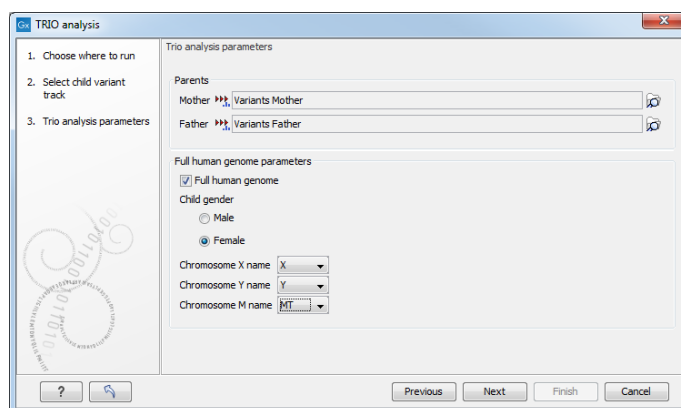 Gx TRIO analysis
1. Choose where to run
2. Select child variant
track
3. Trio analysis parameters
Trio analysis parameters
Parents
Mother Variants Mother
Father Variants Father
Full human genome parameters
Full human genome
Child gender
Male
Female
Chromosome X name X
Chromosome Y name Y
Chromosome M name MT
? Previous Next Finish Cancel